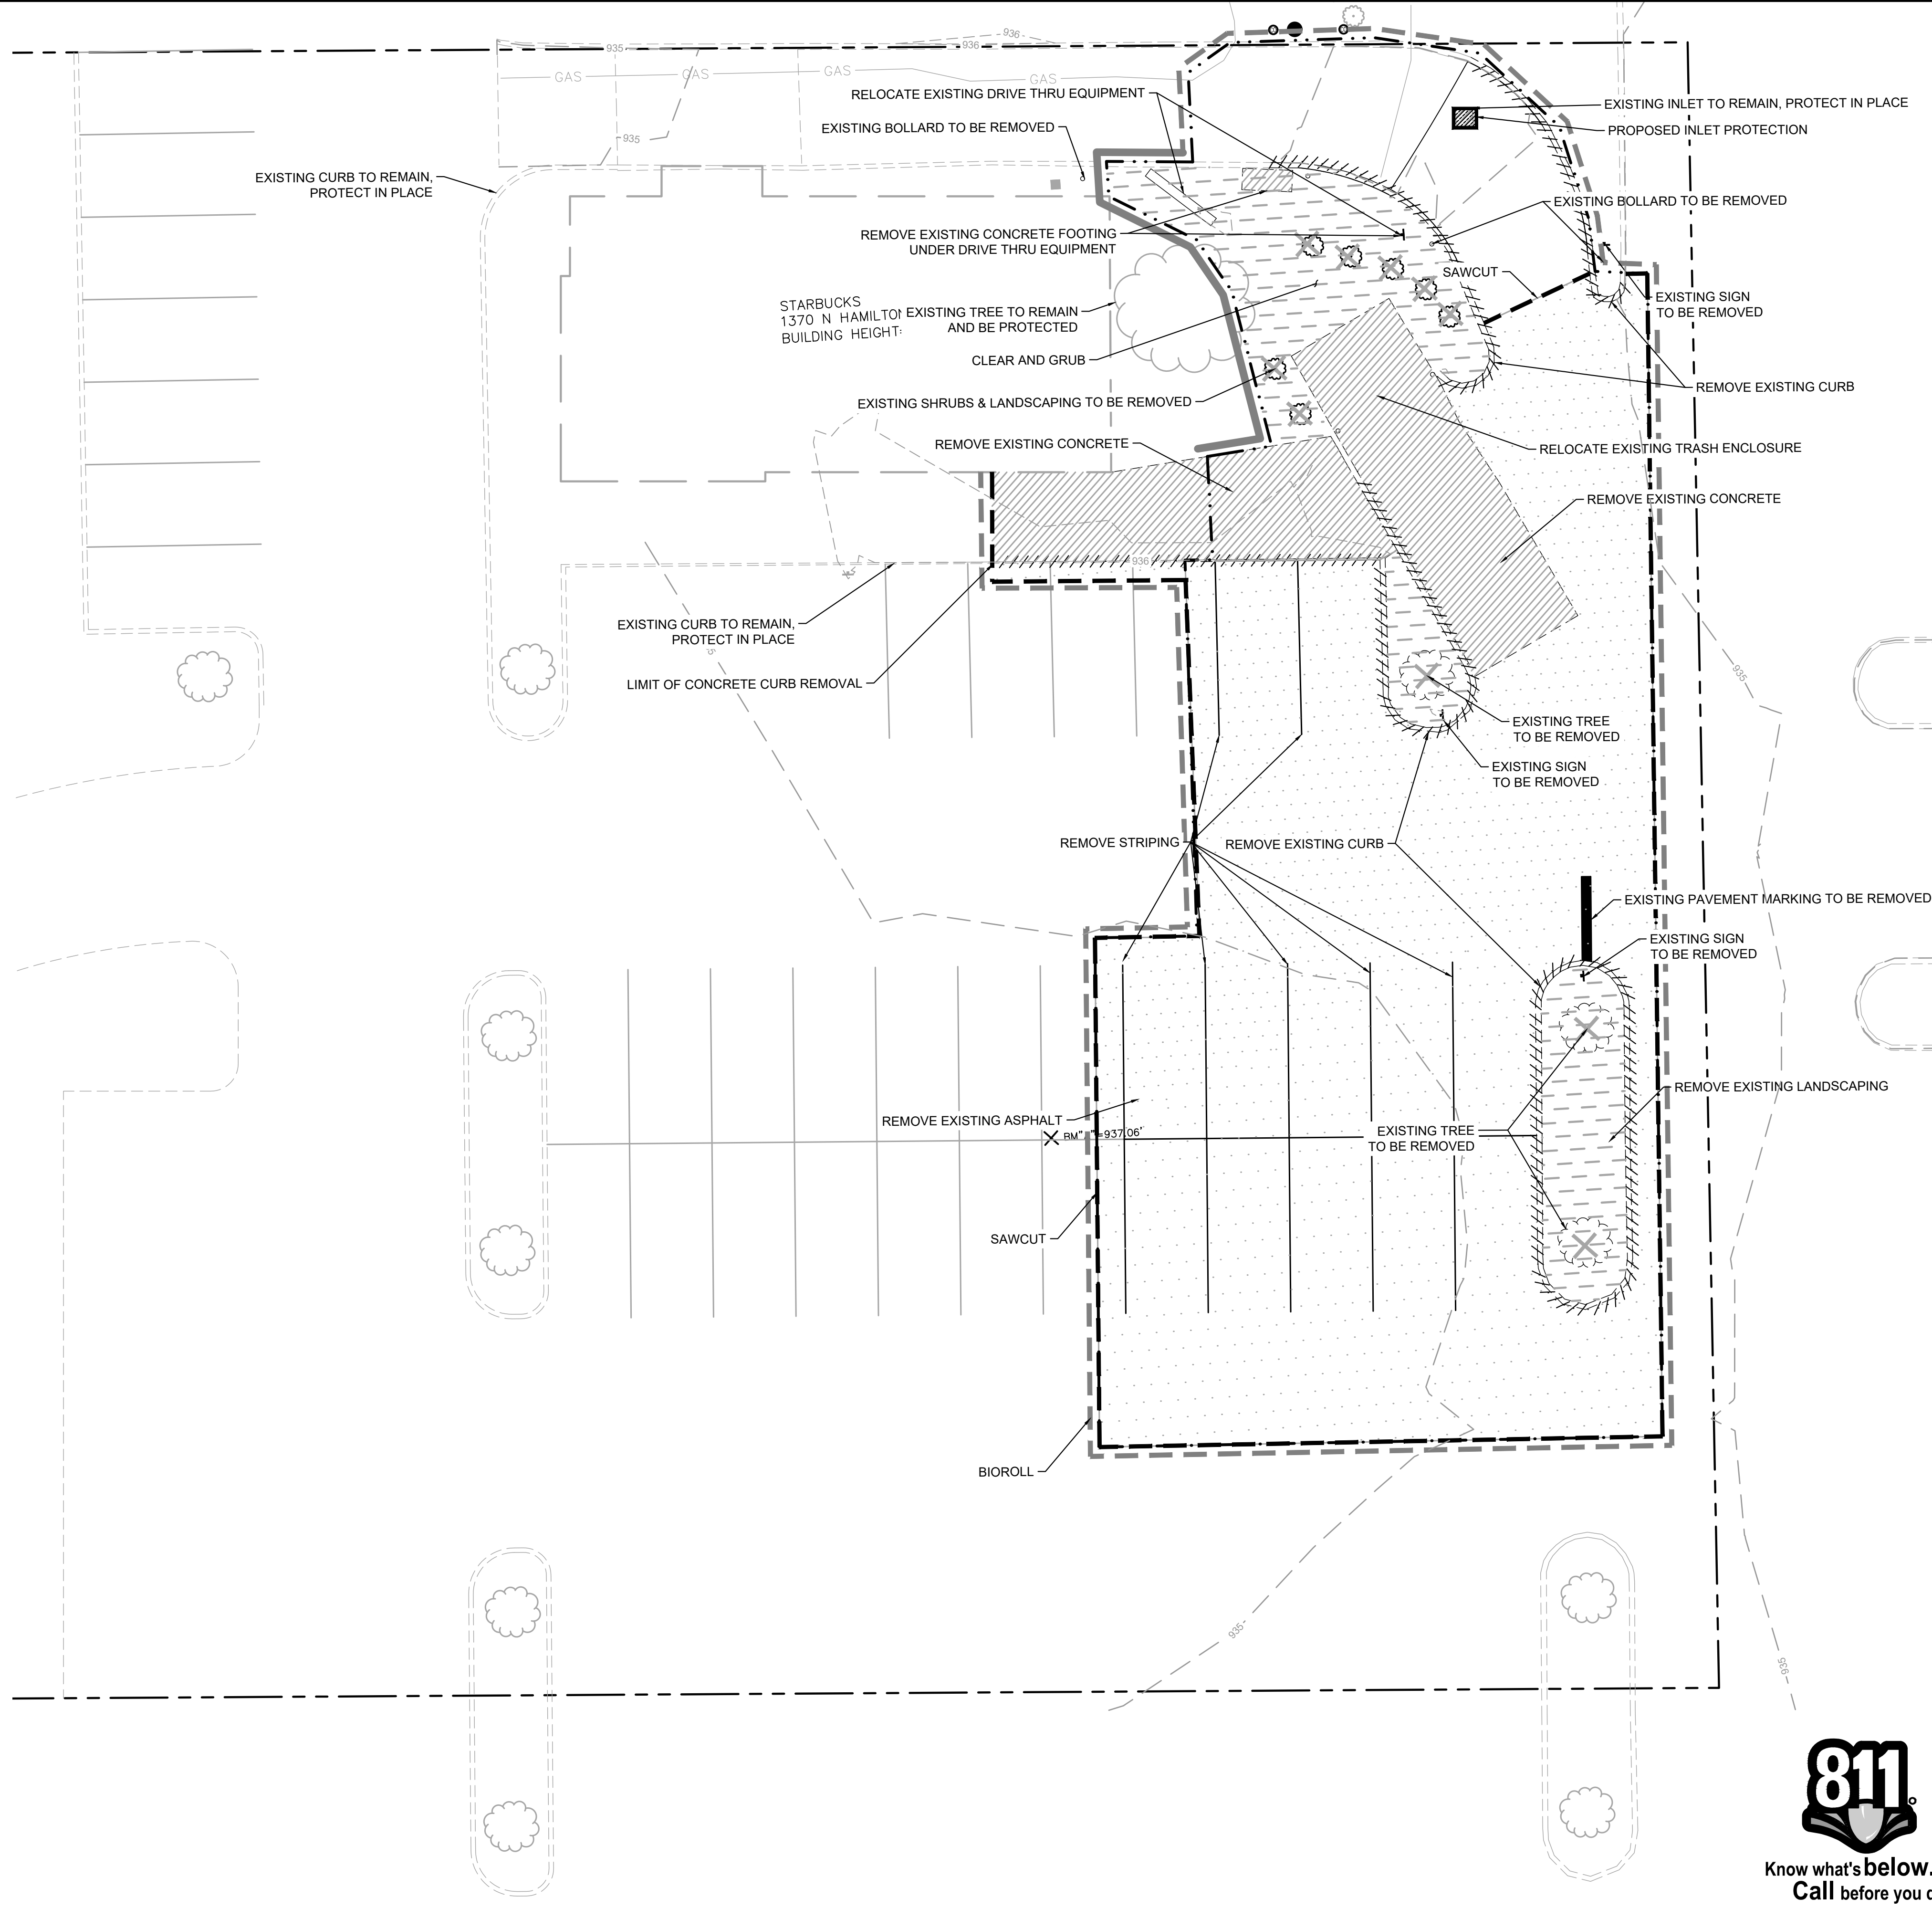 936
935
936
GAS
GAS
GAS
GAS
RELOCATE EXISTING DRIVE THRU EQUIPMENT
EXISTING INLET TO REMAIN, PROTECT IN PLACE
EXISTING BOLLARD TO BE REMOVED
PROPOSED INLET PROTECTION
935
EXISTING CURB TO REMAIN,
PROTECT IN PLACE
EXISTING BOLLARD TO BE REMOVED
REMOVE EXISTING CONCRETE FOOTING
UNDER DRIVE THRU EQUIPMENT
SAWCUT
STARBUCKS
1370 N HAMILTON
BUILDING HEIGHT:
EXISTING TREE TO REMAIN
AND BE PROTECTED
EXISTING SIGN
TO BE REMOVED
CLEAR AND GRUB
REMOVE EXISTING CURB
EXISTING SHRUBS & LANDSCAPING TO BE REMOVED
REMOVE EXISTING CONCRETE
RELOCATE EXISTING TRASH ENCLOSURE
REMOVE EXISTING CONCRETE
936
EXISTING CURB TO REMAIN,
PROTECT IN PLACE
LIMIT OF CONCRETE CURB REMOVAL
935
EXISTING TREE
TO BE REMOVED
EXISTING SIGN
TO BE REMOVED
REMOVE STRIPING
REMOVE EXISTING CURB
EXISTING PAVEMENT MARKING TO BE REMOVED
EXISTING SIGN
TO BE REMOVED
REMOVE EXISTING LANDSCAPING
REMOVE EXISTING ASPHALT
BM" "=937.06'
EXISTING TREE
TO BE REMOVED
SAWCUT
BIOROLL
935
935
811
Know what's below.
Call before you